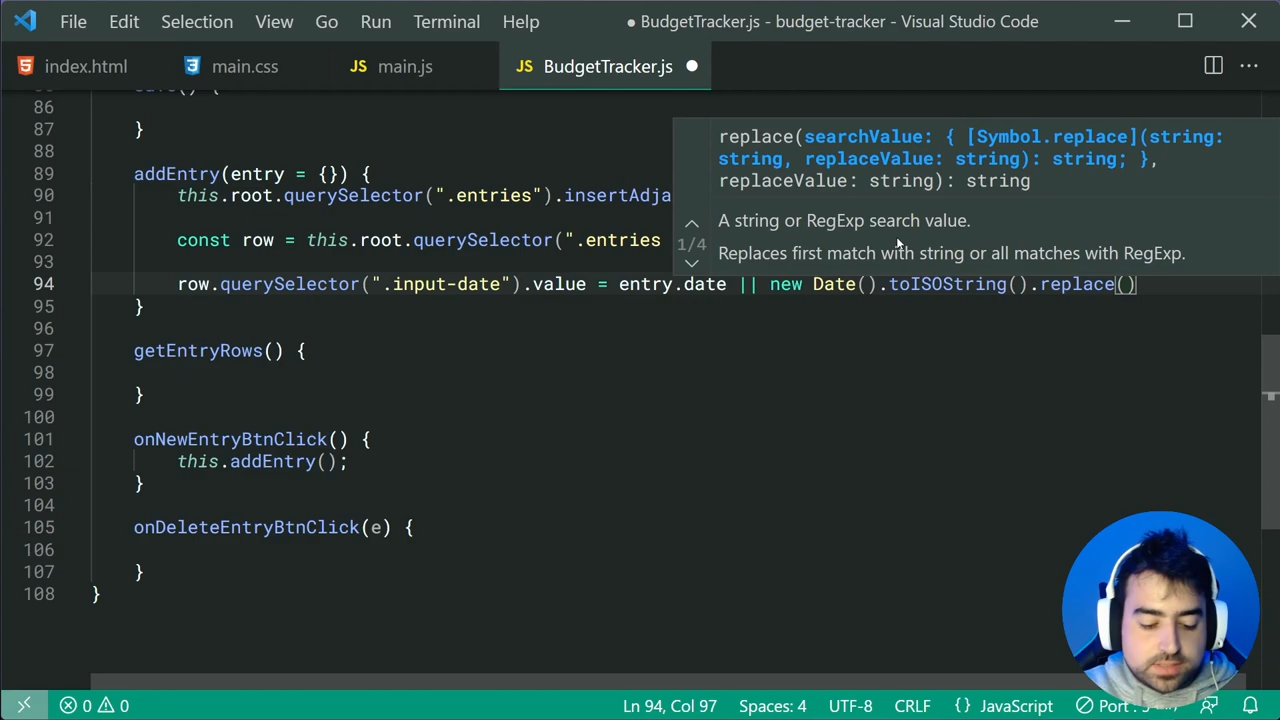 File Edit Selection View Go Run Terminal Help ● BudgetTracker.js - budget-tracker - Visual Studio Code
index.html main.css JS main.js JS BudgetTracker.js
86
87 }
88
89 addEntry(entry = {}) {
90 this.root.querySelector(".entries").insertAdja
91
92 const row = this.root.querySelector(".entries
93
94 row.querySelector(".input-date").value = entry.date || new Date().toISOString().replace()
95 }
96
97 getEntryRows() {
98
99 }
100
101 onNewEntryBtnClick() {
102 this.addEntry();
103 }
104
105 onDeleteEntryBtnClick(e) {
106
107 }
108 }
replace(searchValue: { [Symbol.replace](string:
string, replaceValue: string): string; },
replaceValue: string): string
A string or RegExp search value.
1/4
Replaces first match with string or all matches with RegExp.
0 0 Ln 94, Col 97 Spaces: 4 UTF-8 CRLF {} JavaScript Port :